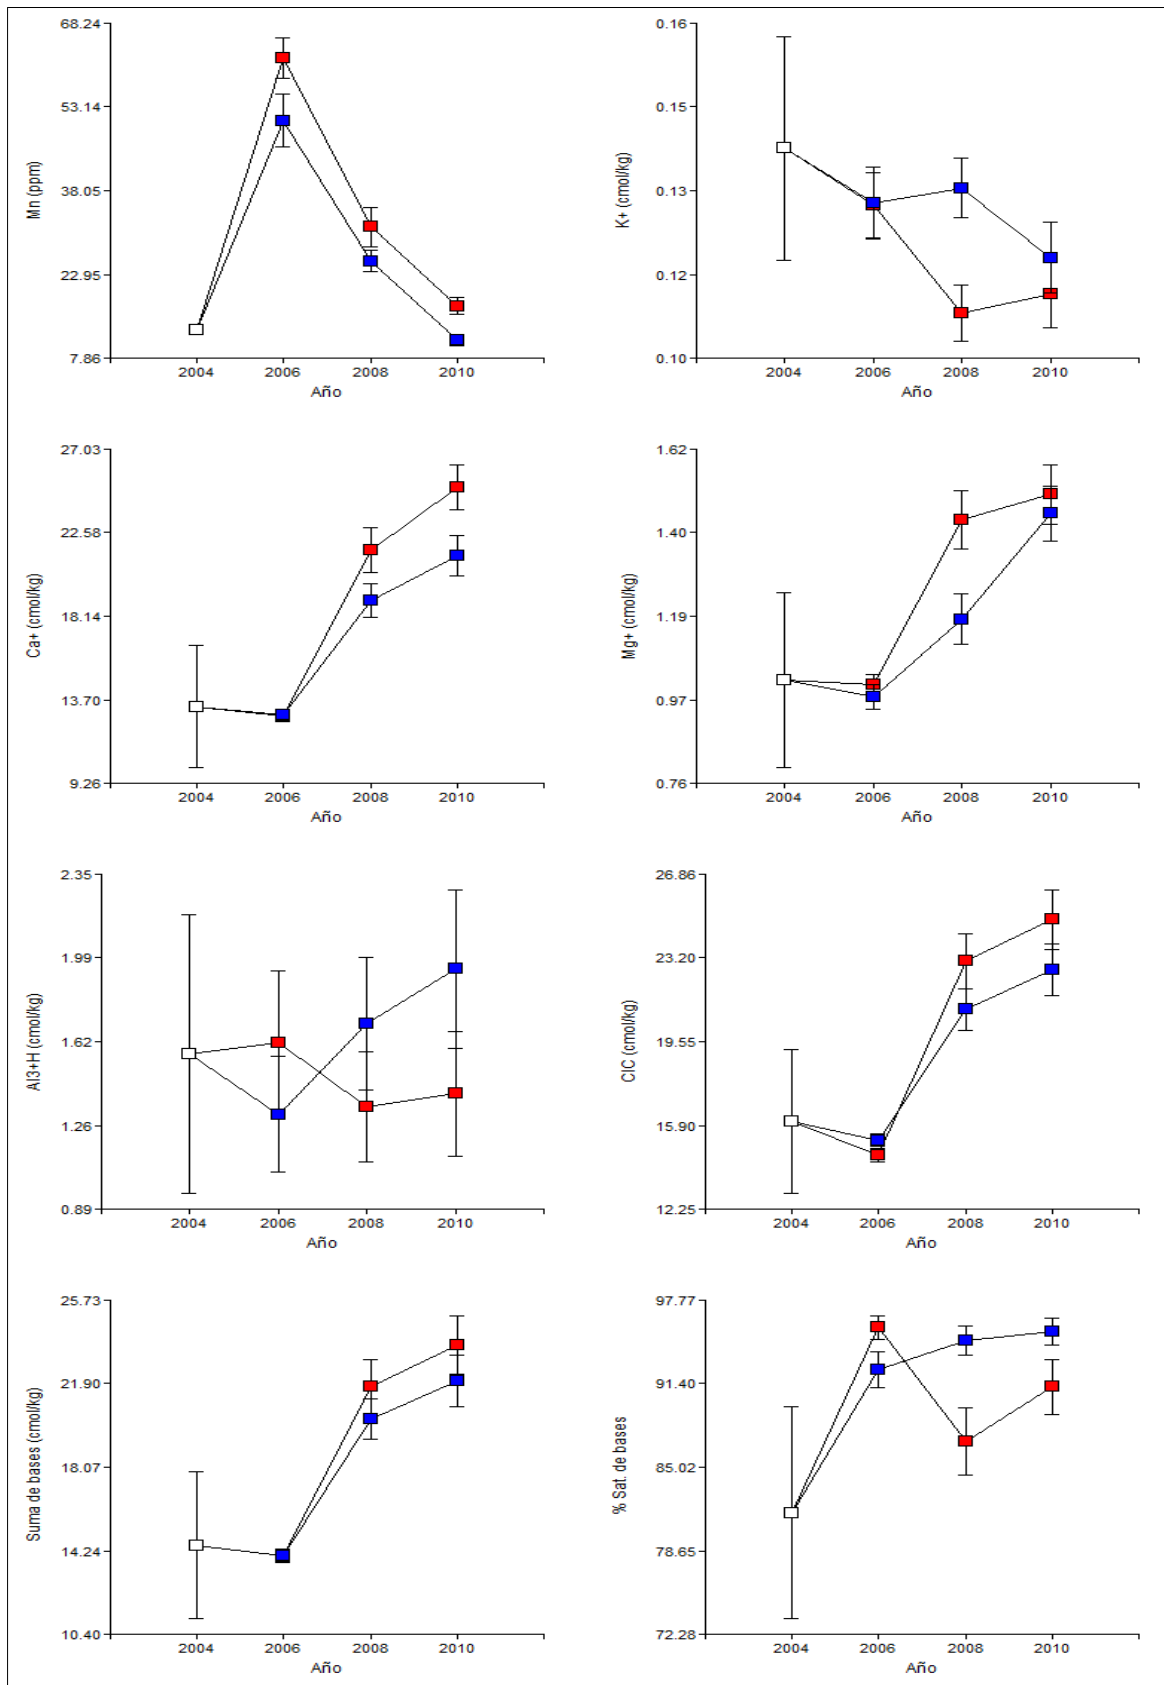 Mn (ppm)
68.24
53.14
38.05
22.95
7.86
2004 2006 2008 2010
Año
K+ (cmol/kg)
0.16
0.15
0.13
0.12
0.10
2004 2006 2008 2010
Año
Ca+ (cmol/kg)
27.03
22.58
18.14
13.70
9.26
2004 2006 2008 2010
Año
Mg+ (cmol/kg)
1.62
1.40
1.19
0.97
0.76
2004 2006 2008 2010
Año
Al3+H (cmol/kg)
2.35
1.99
1.62
1.26
0.89
2004 2006 2008 2010
Año
CIC (cmol/kg)
26.86
23.20
19.55
15.90
12.25
2004 2006 2008 2010
Año
Suma de bases (cmol/kg)
25.73
21.90
18.07
14.24
10.40
2004 2006 2008 2010
Año
% Sat. de bases
97.77
91.40
85.02
78.65
72.28
2004 2006 2008 2010
Año